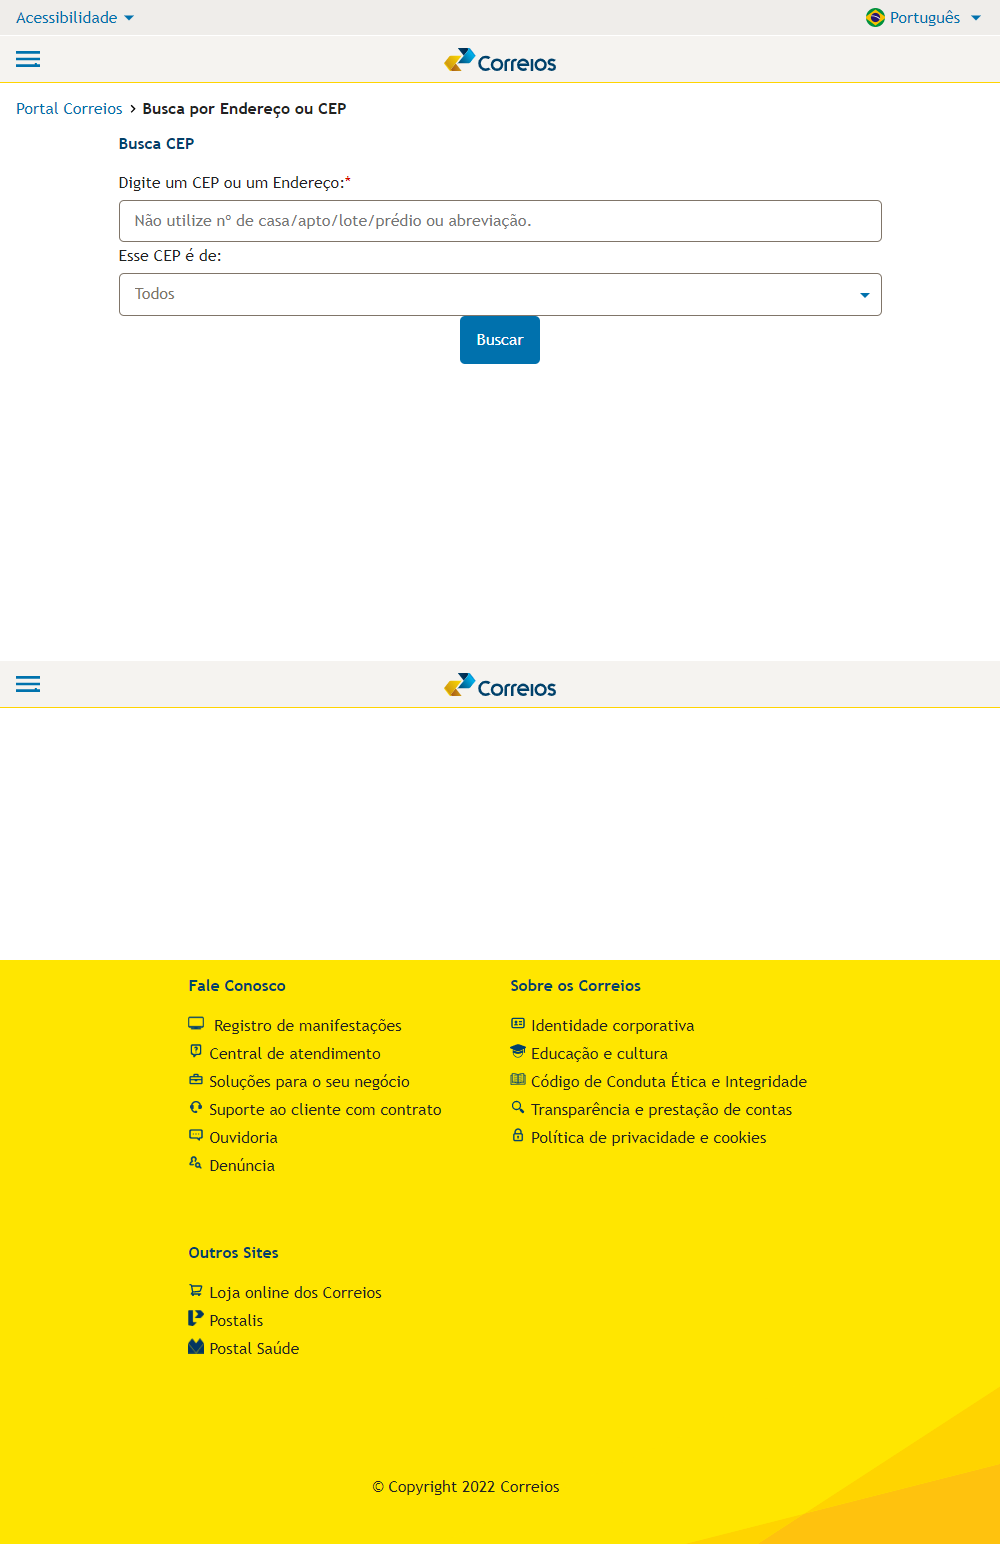 Acessibilidade
Português
Correios
Portal Correios > Busca por Endereço ou CEP
Busca CEP
Digite um CEP ou um Endereço:*
Não utilize nº de casa/apto/lote/prédio ou abreviação.
Esse CEP é de:
Todos
Buscar
Correios
Fale Conosco
Registro de manifestações
Central de atendimento
Soluções para o seu negócio
Suporte ao cliente com contrato
Ouvidoria
Denúncia
Sobre os Correios
Identidade corporativa
Educação e cultura
Código de Conduta Ética e Integridade
Transparência e prestação de contas
Política de privacidade e cookies
Outros Sites
Loja online dos Correios
Postalis
Postal Saúde
© Copyright 2022 Correios